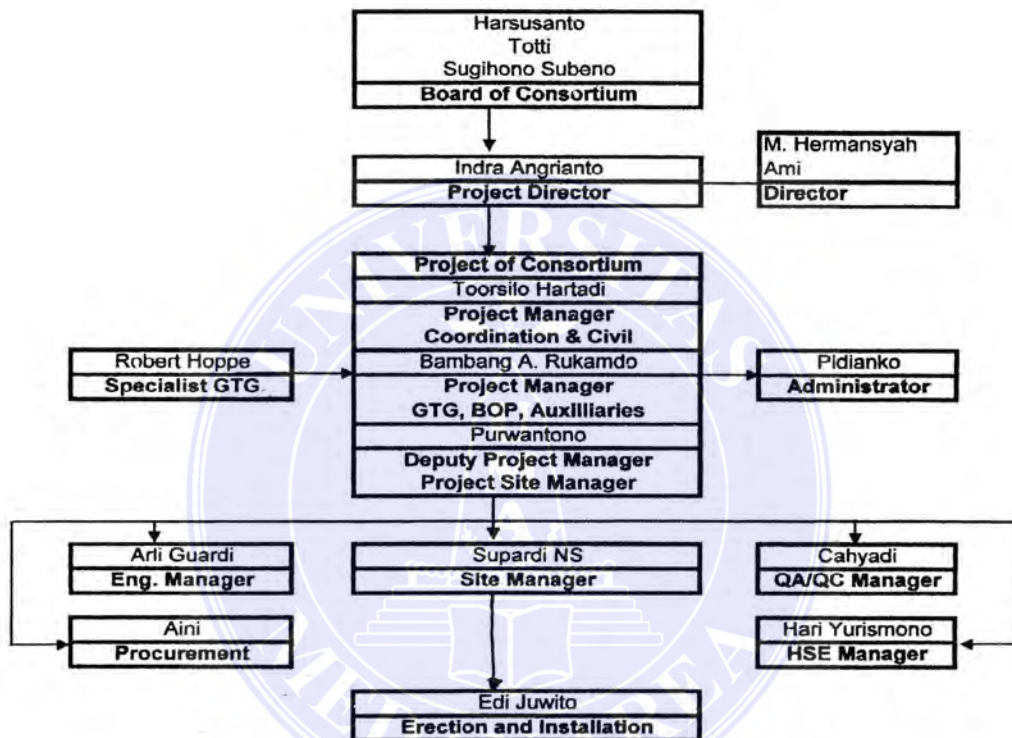 Harsusanto
Totti
Sugihono Subeno
Board of Consortium
Indra Angrianto
Project Director
M. Hermansyah
Ami
Director
Project of Consortium
Toorsilo Hartadi
Project Manager
Coordination & Civil
Robert Hoppe
Specialist GTG
Bambang A. Rukamdo
Project Manager
GTG, BOP, Auxilliaries
Pidianko
Administrator
Purwantono
Deputy Project Manager
Project Site Manager
Arli Guardi
Eng. Manager
Supardi NS
Site Manager
Cahyadi
QA/QC Manager
Aini
Procurement
Hari Yurismono
HSE Manager
Edi Juwito
Erection and Installation
UNIVERSITAS
MEDAN AREA